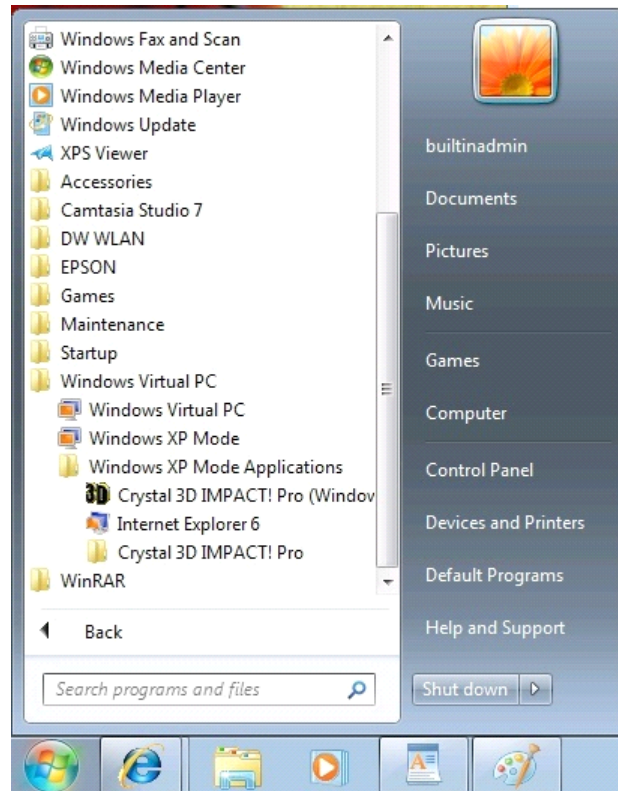 Windows Fax and Scan
Windows Media Center
Windows Media Player
Windows Update
XPS Viewer
Accessories
Camtasia Studio 7
DW WLAN
EPSON
Games
Maintenance
Startup
Windows Virtual PC
Windows Virtual PC
Windows XP Mode
Windows XP Mode Applications
3D Crystal 3D IMPACT! Pro (Window
Internet Explorer 6
Crystal 3D IMPACT! Pro
WinRAR
Back
Search programs and files
builtinadmin
Documents
Pictures
Music
Games
Computer
Control Panel
Devices and Printers
Default Programs
Help and Support
Shut down